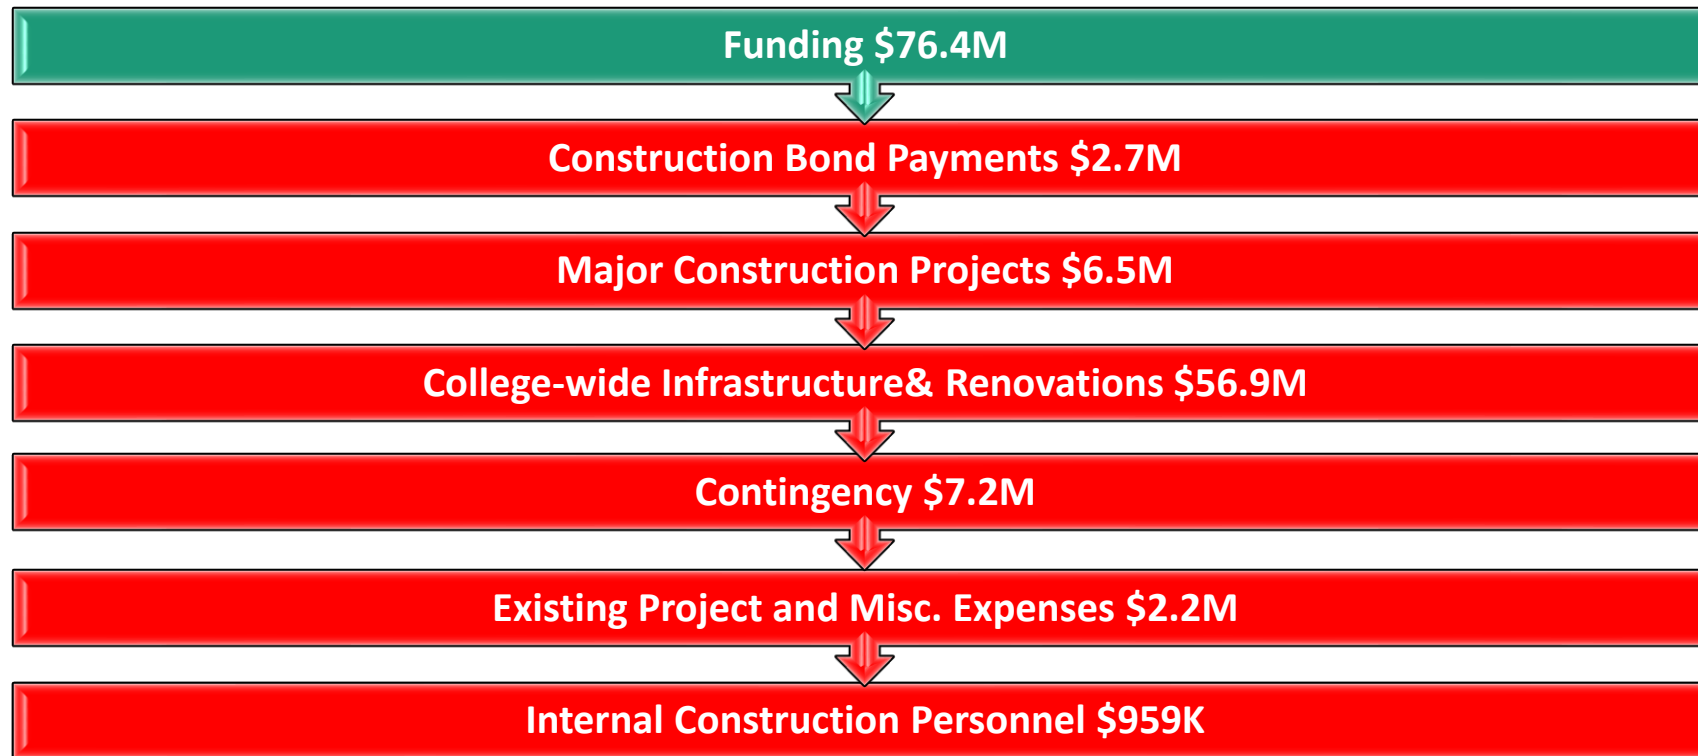 Funding $76.4M
Construction Bond Payments $2.7M
Major Construction Projects $6.5M
College-wide Infrastructure& Renovations $56.9M
Contingency $7.2M
Existing Project and Misc. Expenses $2.2M
Internal Construction Personnel $959K